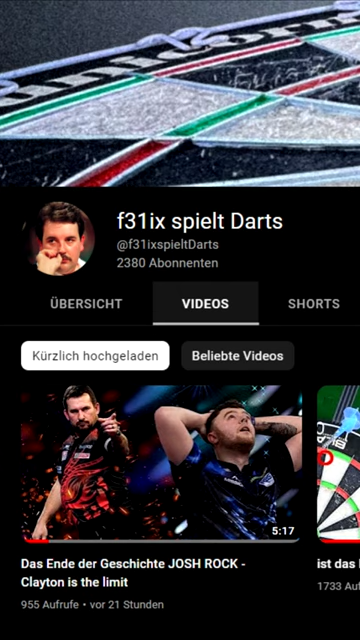 unicorn
f31ix spielt Darts
@f31ixspieltDarts
2380 Abonnenten
ÜBERSICHT VIDEOS SHORTS
Kürzlich hochgeladen Beliebte Videos
5:17
Das Ende der Geschichte JOSH ROCK - ist das
Clayton is the limit
955 Aufrufe • vor 21 Stunden 1733 Auf